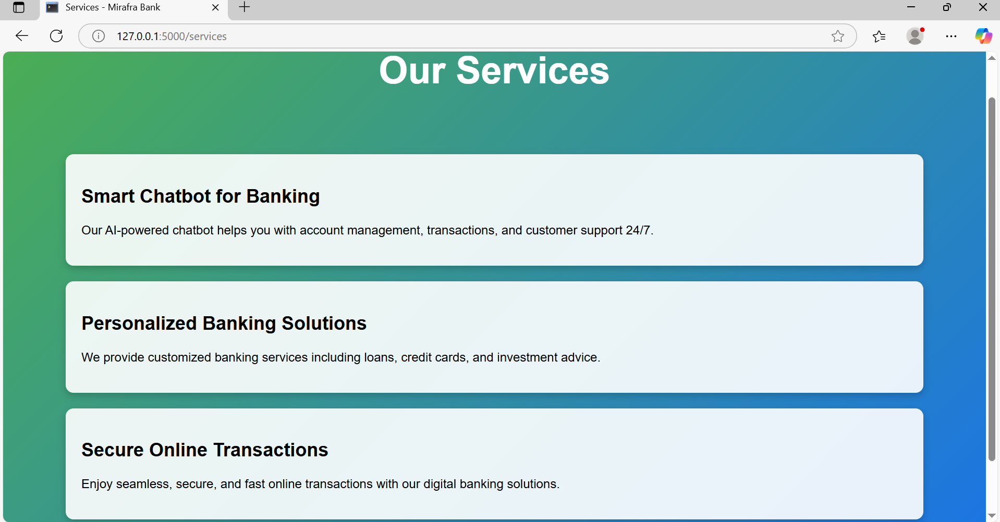 Services - Mirafra Bank
127.0.0.1:5000/services
Our Services
Smart Chatbot for Banking
Our AI-powered chatbot helps you with account management, transactions, and customer support 24/7.
Personalized Banking Solutions
We provide customized banking services including loans, credit cards, and investment advice.
Secure Online Transactions
Enjoy seamless, secure, and fast online transactions with our digital banking solutions.